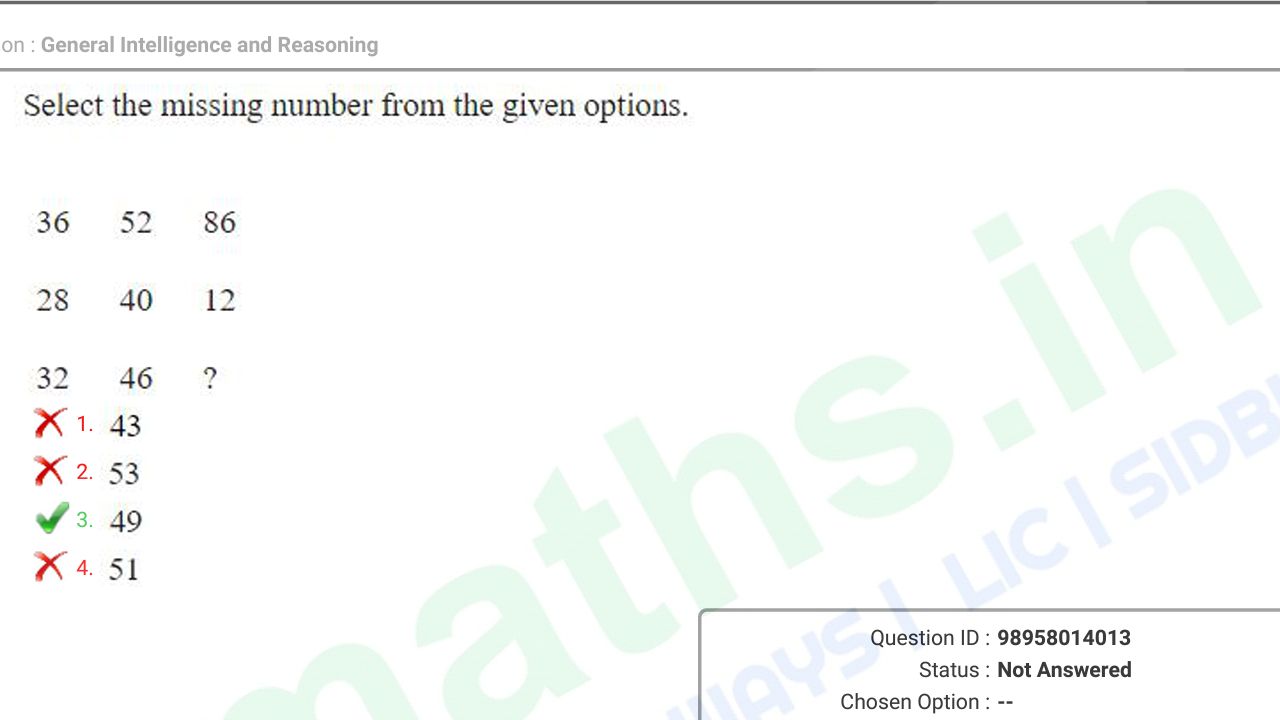 on : General Intelligence and Reasoning
Select the missing number from the given options.
36 52 86
28 40 12
32 46 ?
1. 43
2. 53
3. 49
4. 51
maths.in
WAYS | LIC | SIDBI
Question ID : 98958014013
Status : Not Answered
Chosen Option : --